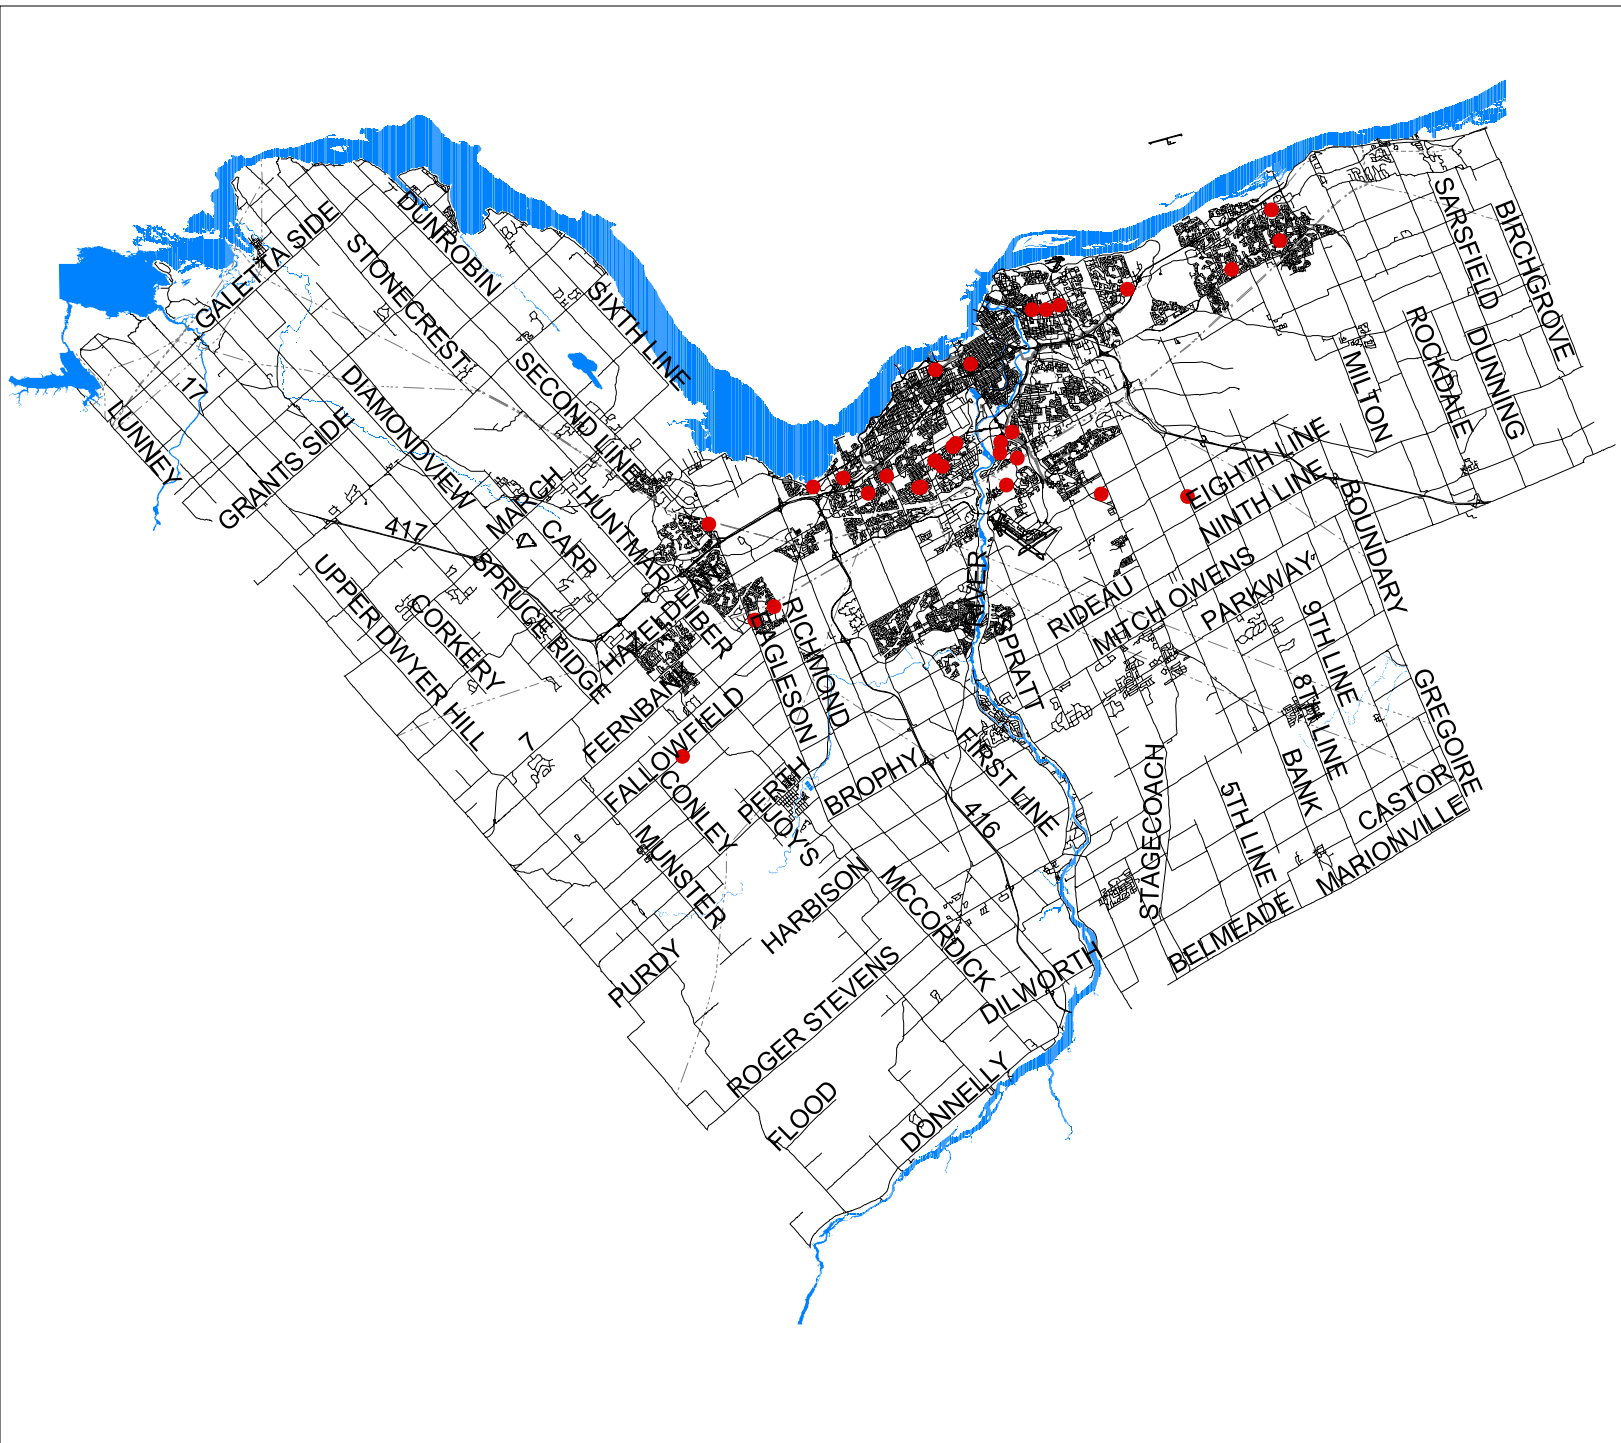 SARSFIELD
BIRCHGROVE
DUNROBIN
GALETTA SIDE
STONECREST
SIXTH LINE
ROCKDALE
DUNNING
SECOND LINE
MILTON
DIAMONDVIEW
17
LUNNEY
GRANTS SIDE
EIGHTH LINE
NINTH LINE
BOUNDARY
MARCH
HUNTMAR
417
CARR
SPRUCE RIDGE
UPPER DWYER HILL
CORKERY
HAZELDEAN
RIVER
RIDEAU
MITCH OWENS
PARKWAY
9TH LINE
RICHMOND
EAGLESON
SPRATT
FERNBANK
8TH LINE
GREGOIRE
FALLOWFIELD
7
CONLEY
PERTH
BROPHY
FIRST LINE
STAGECOACH
BANK
5TH LINE
CASTOR
MARIONVILLE
416
JOY'S
MUNSTER
HARBISON
MCCORDICK
BELMEADE
PURDY
DILWORTH
ROGER STEVENS
FLOOD
DONNELLY